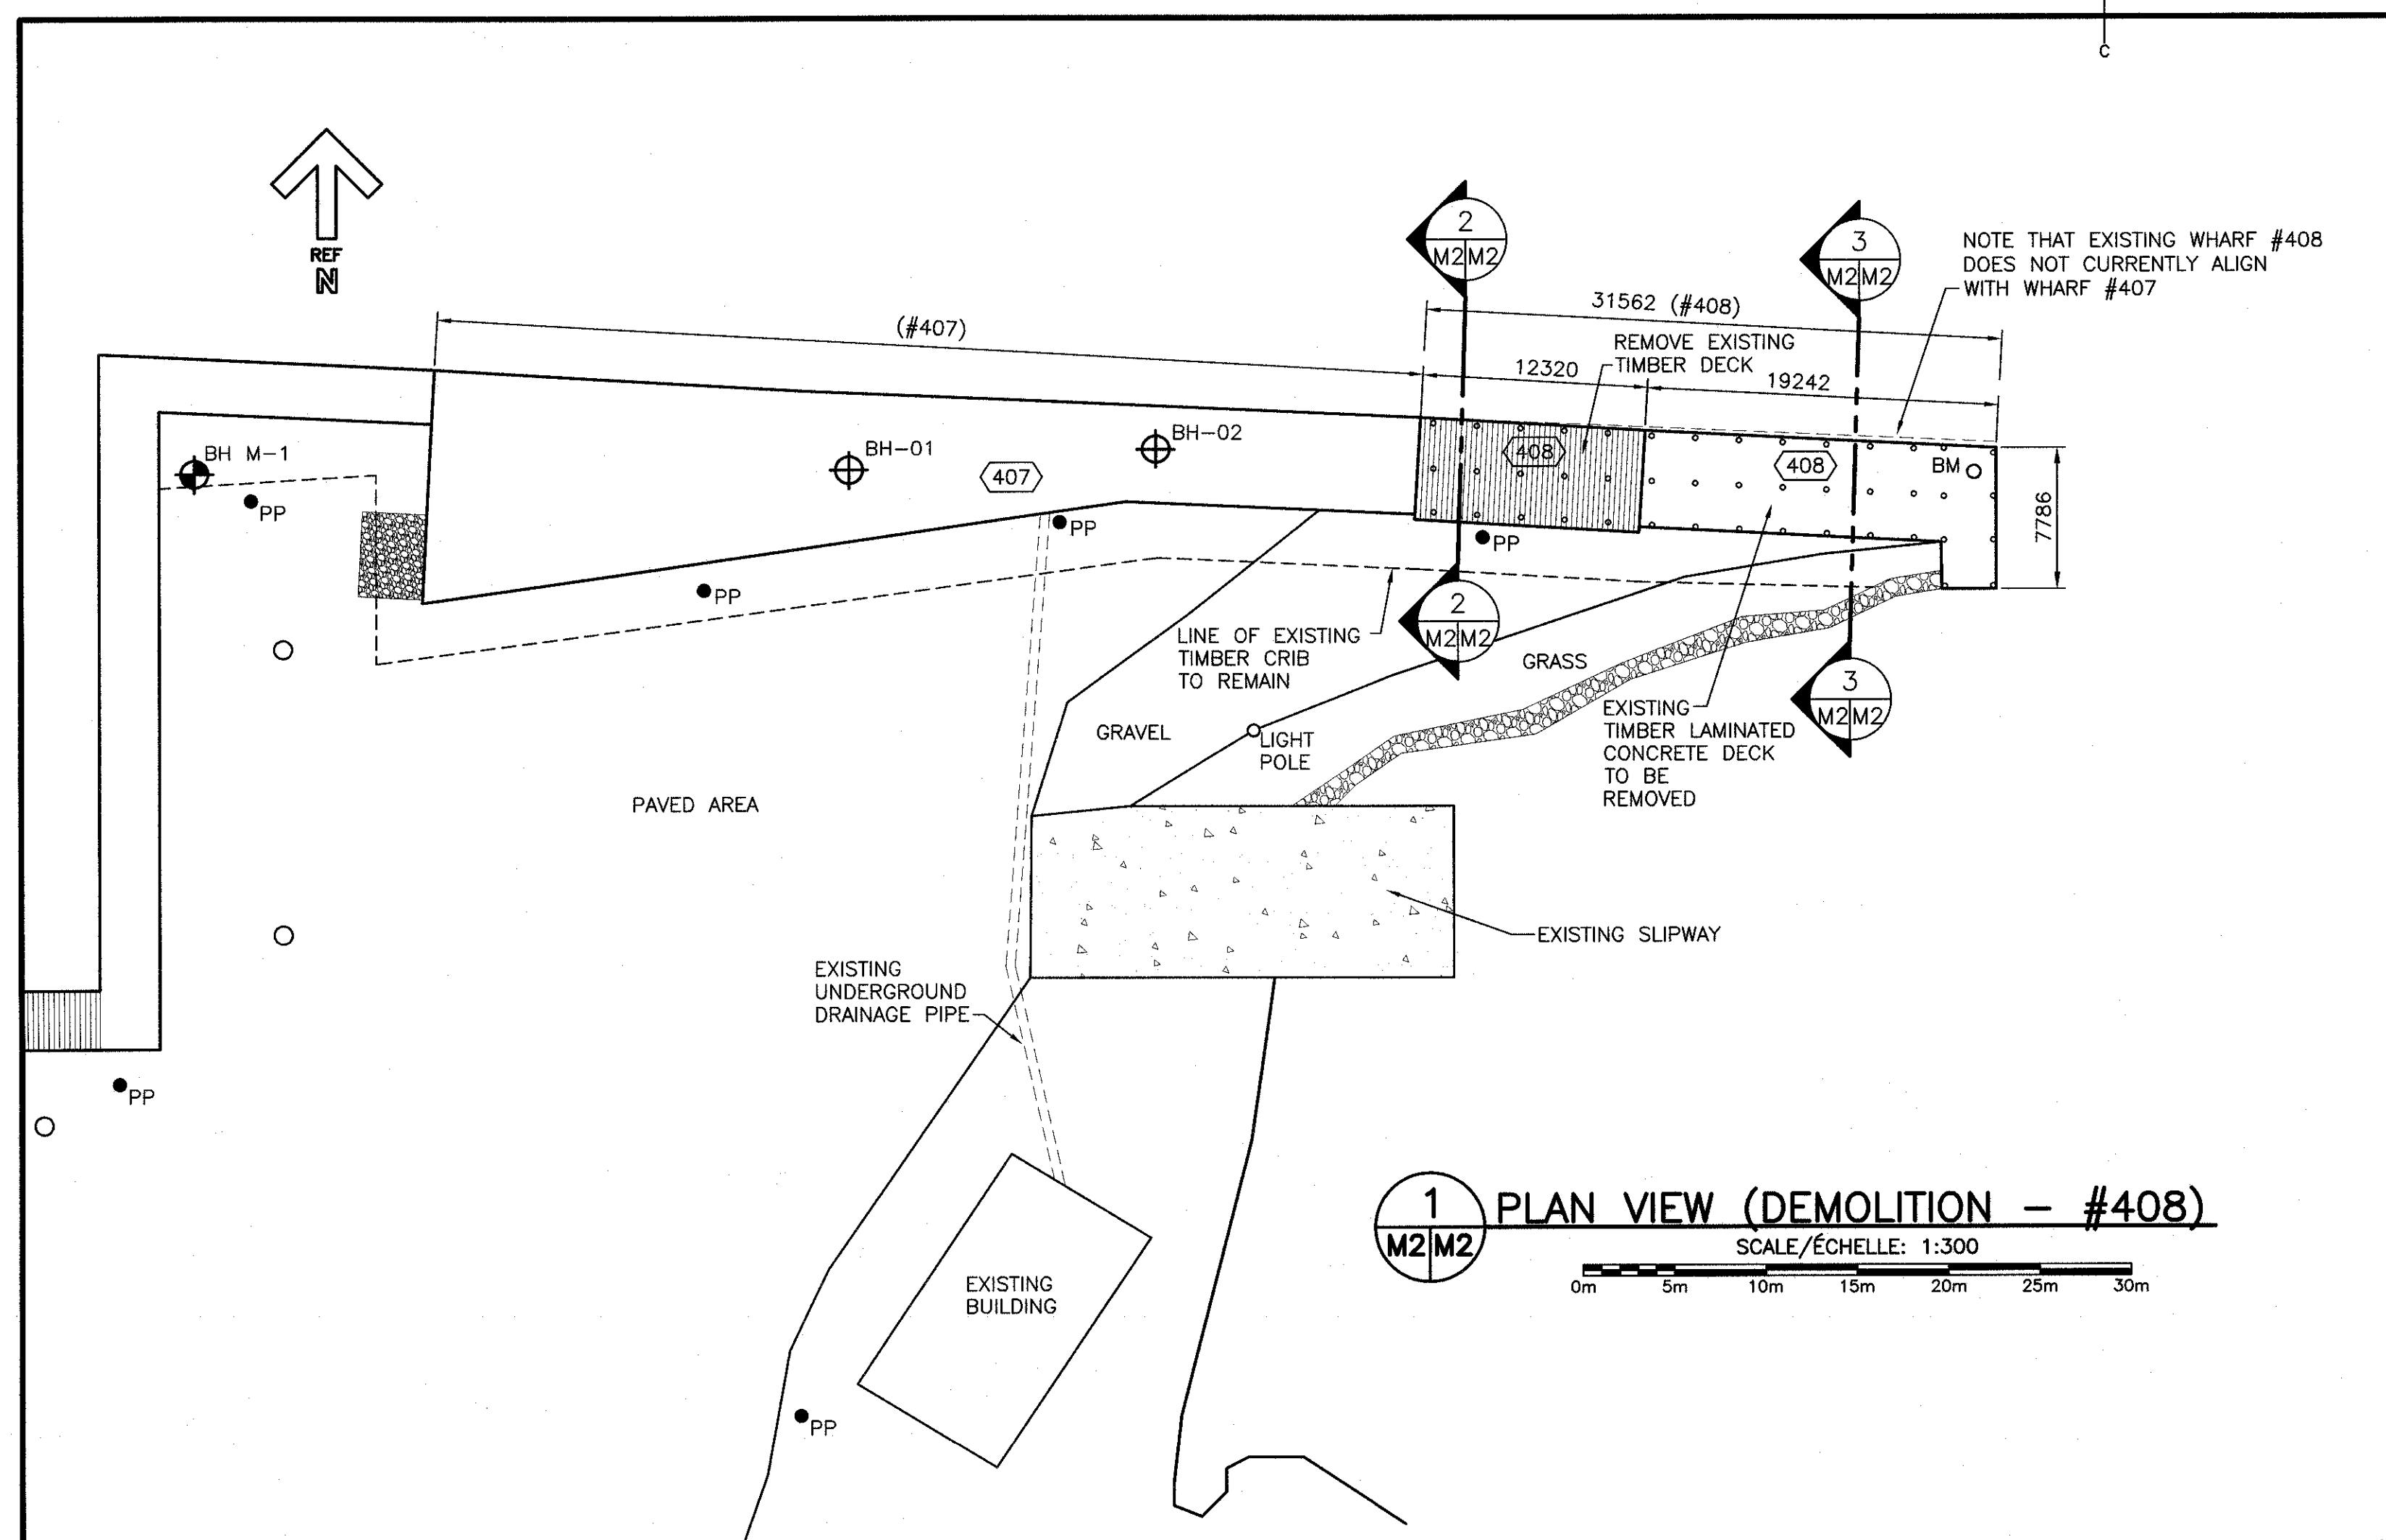 C
REF
N
(#407)
31562 (#408)
12320
19242
7786
2
M2 M2
3
M2 M2
NOTE THAT EXISTING WHARF #408
DOES NOT CURRENTLY ALIGN
WITH WHARF #407
REMOVE EXISTING
TIMBER DECK
BH M-1
BH-01
BH-02
407
408
408
BM
PP
PP
PP
PP
2
M2 M2
3
M2 M2
LINE OF EXISTING
TIMBER CRIB
TO REMAIN
GRASS
GRAVEL
LIGHT
POLE
EXISTING
TIMBER LAMINATED
CONCRETE DECK
TO BE
REMOVED
PAVED AREA
EXISTING SLIPWAY
EXISTING
UNDERGROUND
DRAINAGE PIPE
PP
EXISTING
BUILDING
PP
1
M2 M2
PLAN VIEW (DEMOLITION - #408)
SCALE/ÉCHELLE: 1:300
0m 5m 10m 15m 20m 25m 30m